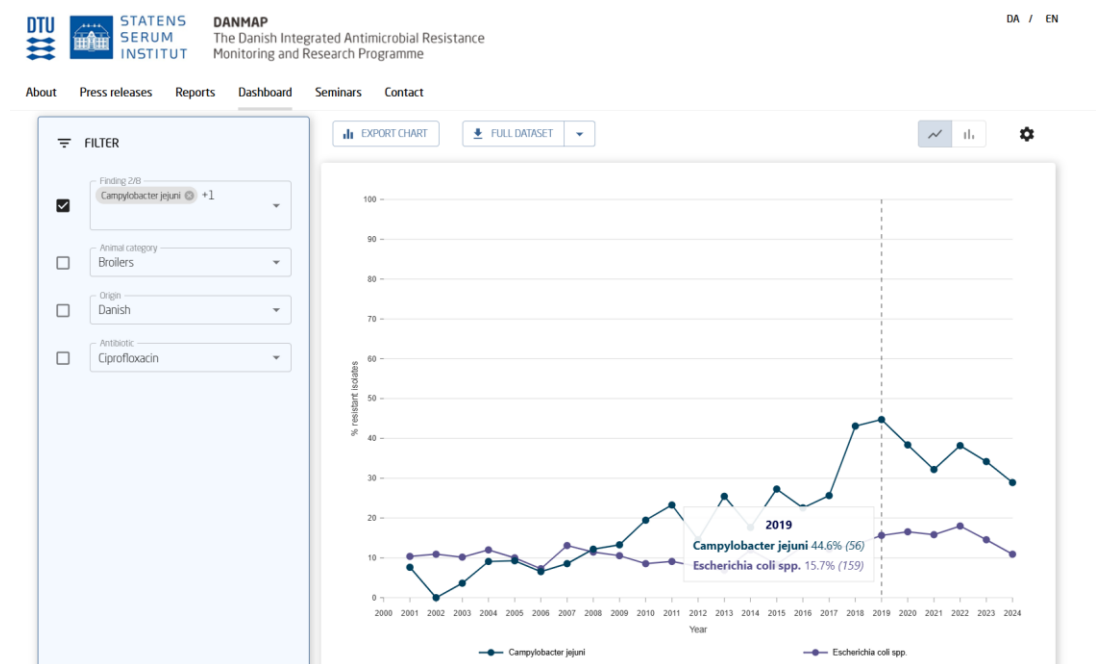 DTU
STATENS
SERUM
INSTITUT
DANMAP
The Danish Integrated Antimicrobial Resistance
Monitoring and Research Programme
DA / EN
About Press releases Reports Dashboard Seminars Contact
FILTER
Finding 2/8
Campylobacter jejuni +1
Animal category
Broilers
Origin
Danish
Antibiotic
Ciprofloxacin
EXPORT CHART FULL DATASET
100
90
80
70
60
50
40
30
20
10
0
% resistant isolates
2019
Campylobacter jejuni 44.6% (56)
Escherichia coli spp. 15.7% (159)
2000 2001 2002 2003 2004 2005 2006 2007 2008 2009 2010 2011 2012 2013 2014 2015 2016 2017 2018 2019 2020 2021 2022 2023 2024
Year
Campylobacter jejuni Escherichia coli spp.